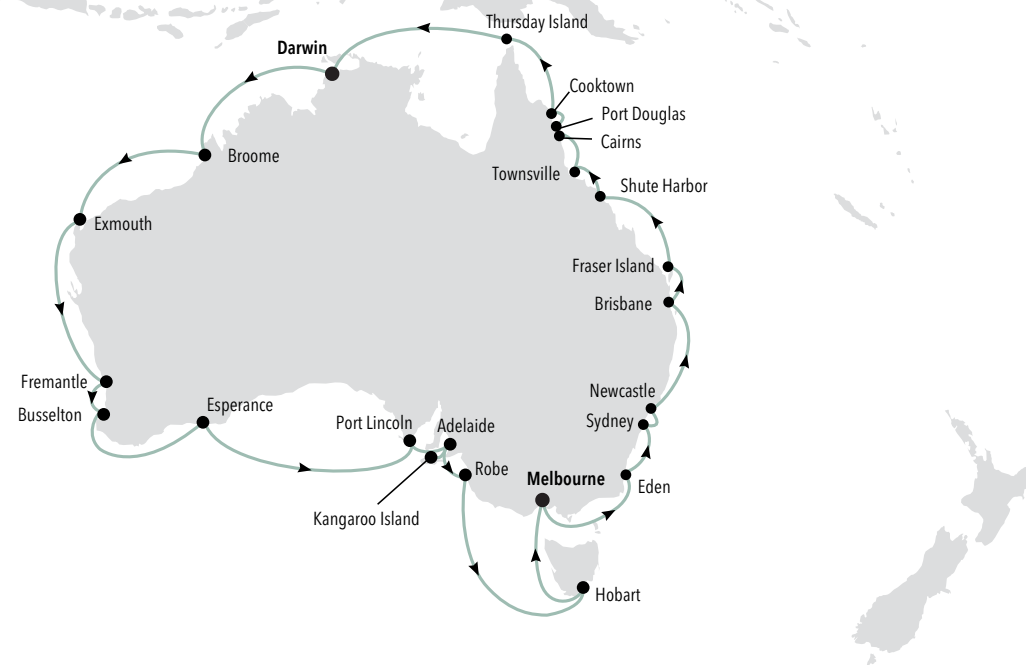 Thursday Island
Darwin
Cooktown
Port Douglas
Cairns
Broome
Townsville
Shute Harbor
Exmouth
Fraser Island
Brisbane
Fremantle
Newcastle
Busselton
Esperance
Port Lincoln
Adelaide
Sydney
Robe
Melbourne
Eden
Kangaroo Island
Hobart